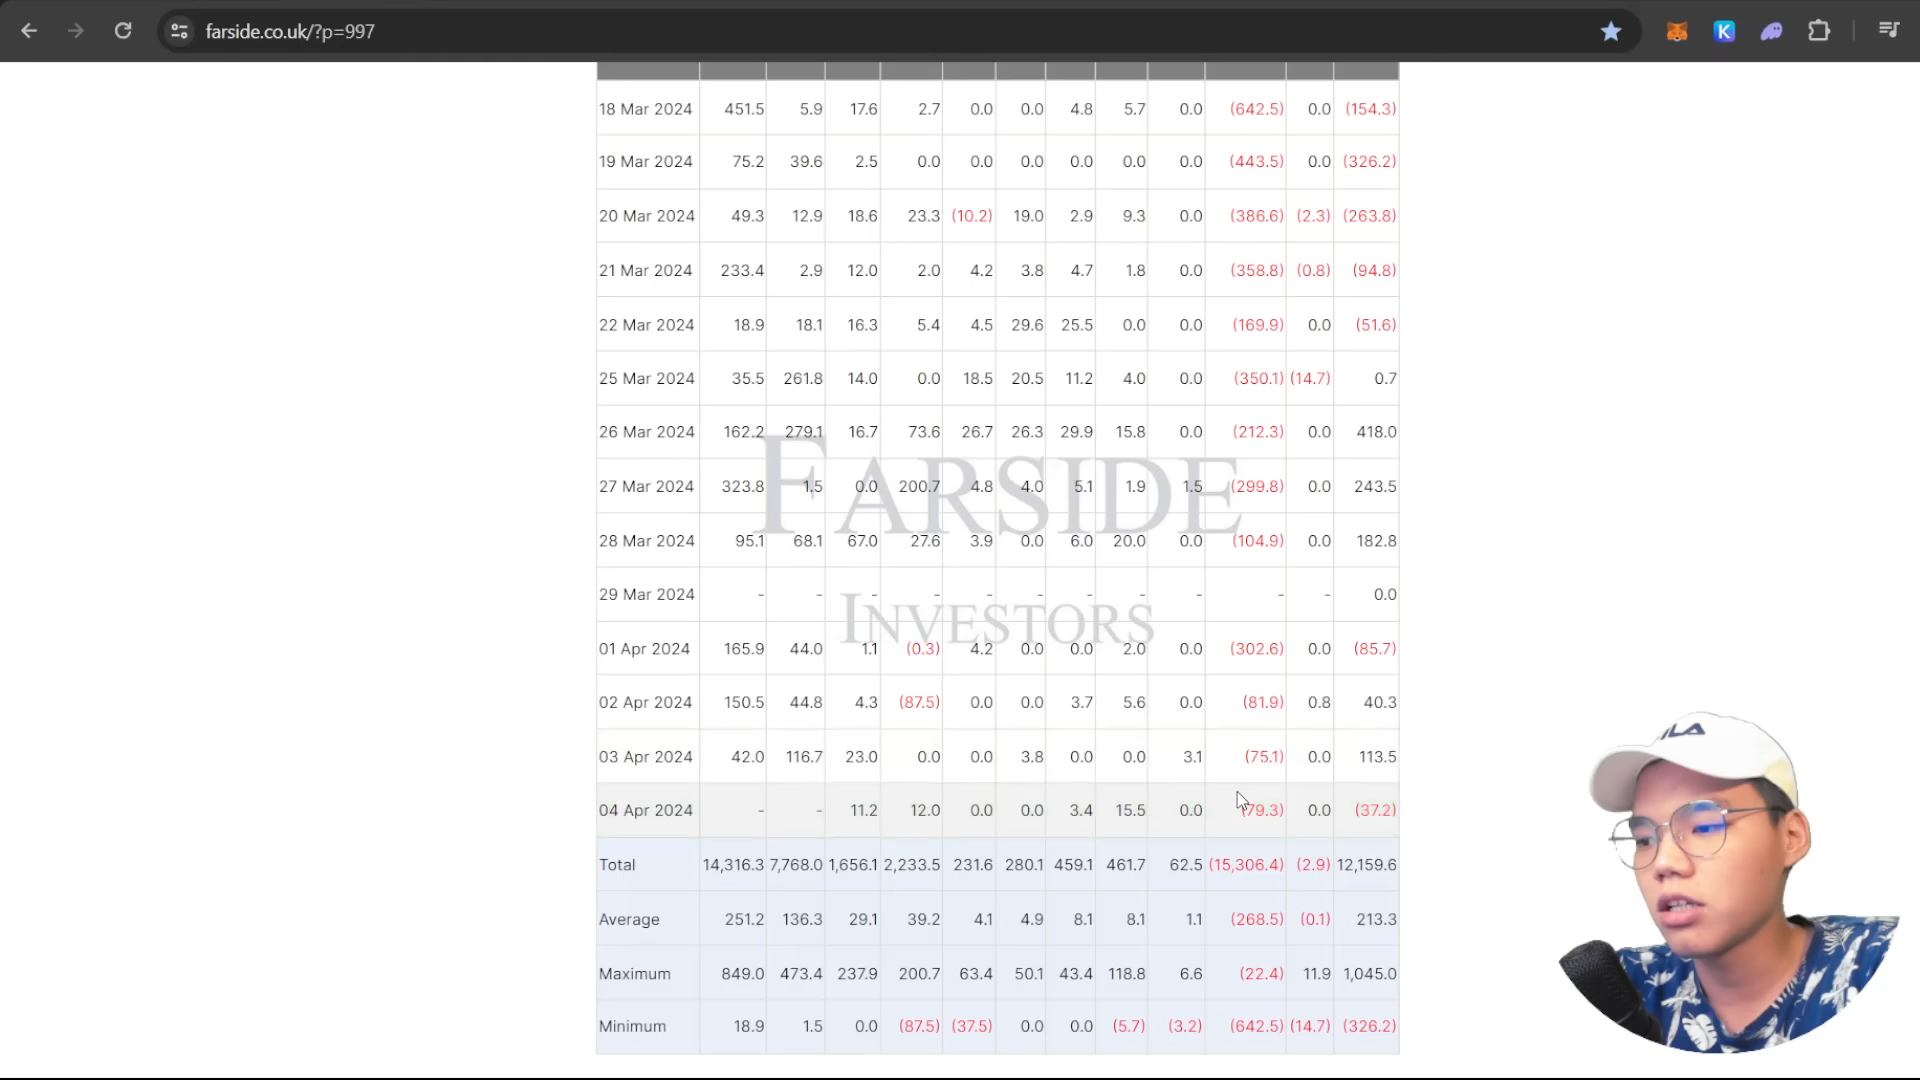 farside.co.uk/?p=997
18 Mar 2024 451.5 5.9 17.6 2.7 0.0 0.0 4.8 5.7 0.0 (642.5) 0.0 (154.3)
19 Mar 2024 75.2 39.6 2.5 0.0 0.0 0.0 0.0 0.0 0.0 (443.5) 0.0 (326.2)
20 Mar 2024 49.3 12.9 18.6 23.3 (10.2) 19.0 2.9 9.3 0.0 (386.6) (2.3) (263.8)
21 Mar 2024 233.4 2.9 12.0 2.0 4.2 3.8 4.7 1.8 0.0 (358.8) (0.8) (94.8)
22 Mar 2024 18.9 18.1 16.3 5.4 4.5 29.6 25.5 0.0 0.0 (169.9) 0.0 (51.6)
25 Mar 2024 35.5 261.8 14.0 0.0 18.5 20.5 11.2 4.0 0.0 (350.1) (14.7) 0.7
26 Mar 2024 162.2 279.1 16.7 73.6 26.7 26.3 29.9 15.8 0.0 (212.3) 0.0 418.0
27 Mar 2024 323.8 1.5 0.0 200.7 4.8 4.0 5.1 1.9 1.5 (299.8) 0.0 243.5
FARSIDE
28 Mar 2024 95.1 68.1 67.0 27.6 3.9 0.0 6.0 20.0 0.0 (104.9) 0.0 182.8
29 Mar 2024 - - - - - - - - - - - 0.0
INVESTORS
01 Apr 2024 165.9 44.0 1.1 (0.3) 4.2 0.0 0.0 2.0 0.0 (302.6) 0.0 (85.7)
02 Apr 2024 150.5 44.8 4.3 (87.5) 0.0 0.0 3.7 5.6 0.0 (81.9) 0.8 40.3
03 Apr 2024 42.0 116.7 23.0 0.0 0.0 3.8 0.0 0.0 3.1 (75.1) 0.0 113.5
04 Apr 2024 - - 11.2 12.0 0.0 0.0 3.4 15.5 0.0 (79.3) 0.0 (37.2)
Total 14,316.3 7,768.0 1,656.1 2,233.5 231.6 280.1 459.1 461.7 62.5 (15,306.4) (2.9) 12,159.6
Average 251.2 136.3 29.1 39.2 4.1 4.9 8.1 8.1 1.1 (268.5) (0.1) 213.3
Maximum 849.0 473.4 237.9 200.7 63.4 50.1 43.4 118.8 6.6 (22.4) 11.9 1,045.0
Minimum 18.9 1.5 0.0 (87.5) (37.5) 0.0 0.0 (5.7) (3.2) (642.5) (14.7) (326.2)